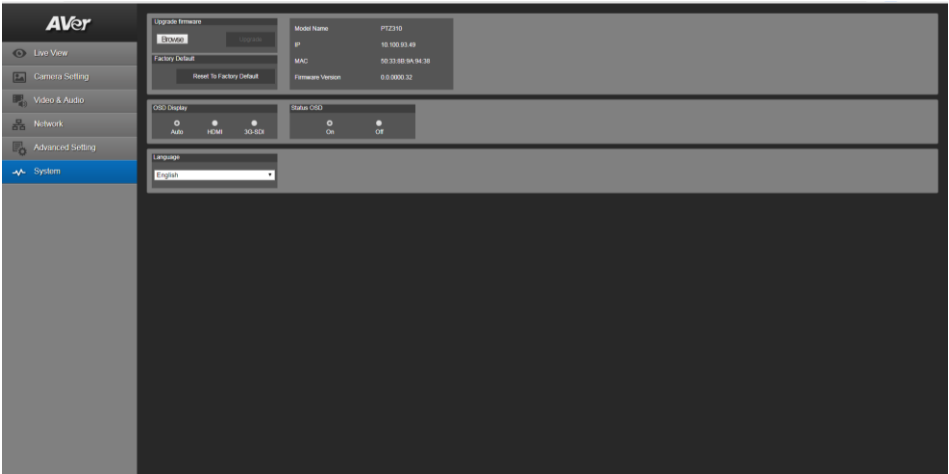 AVer
Live View
Camera Setting
Video & Audio
Network
Advanced Setting
System
Upgrade firmware
Browse Upgrade
Factory Default
Reset To Factory Default
Model Name PTZ310
IP 10.100.93.49
MAC 50:33:6B:9A:94:38
Firmware Version 0.0.0000.32
OSD Display
Auto HDMI 3G-SDI
Status OSD
On Off
Language
English